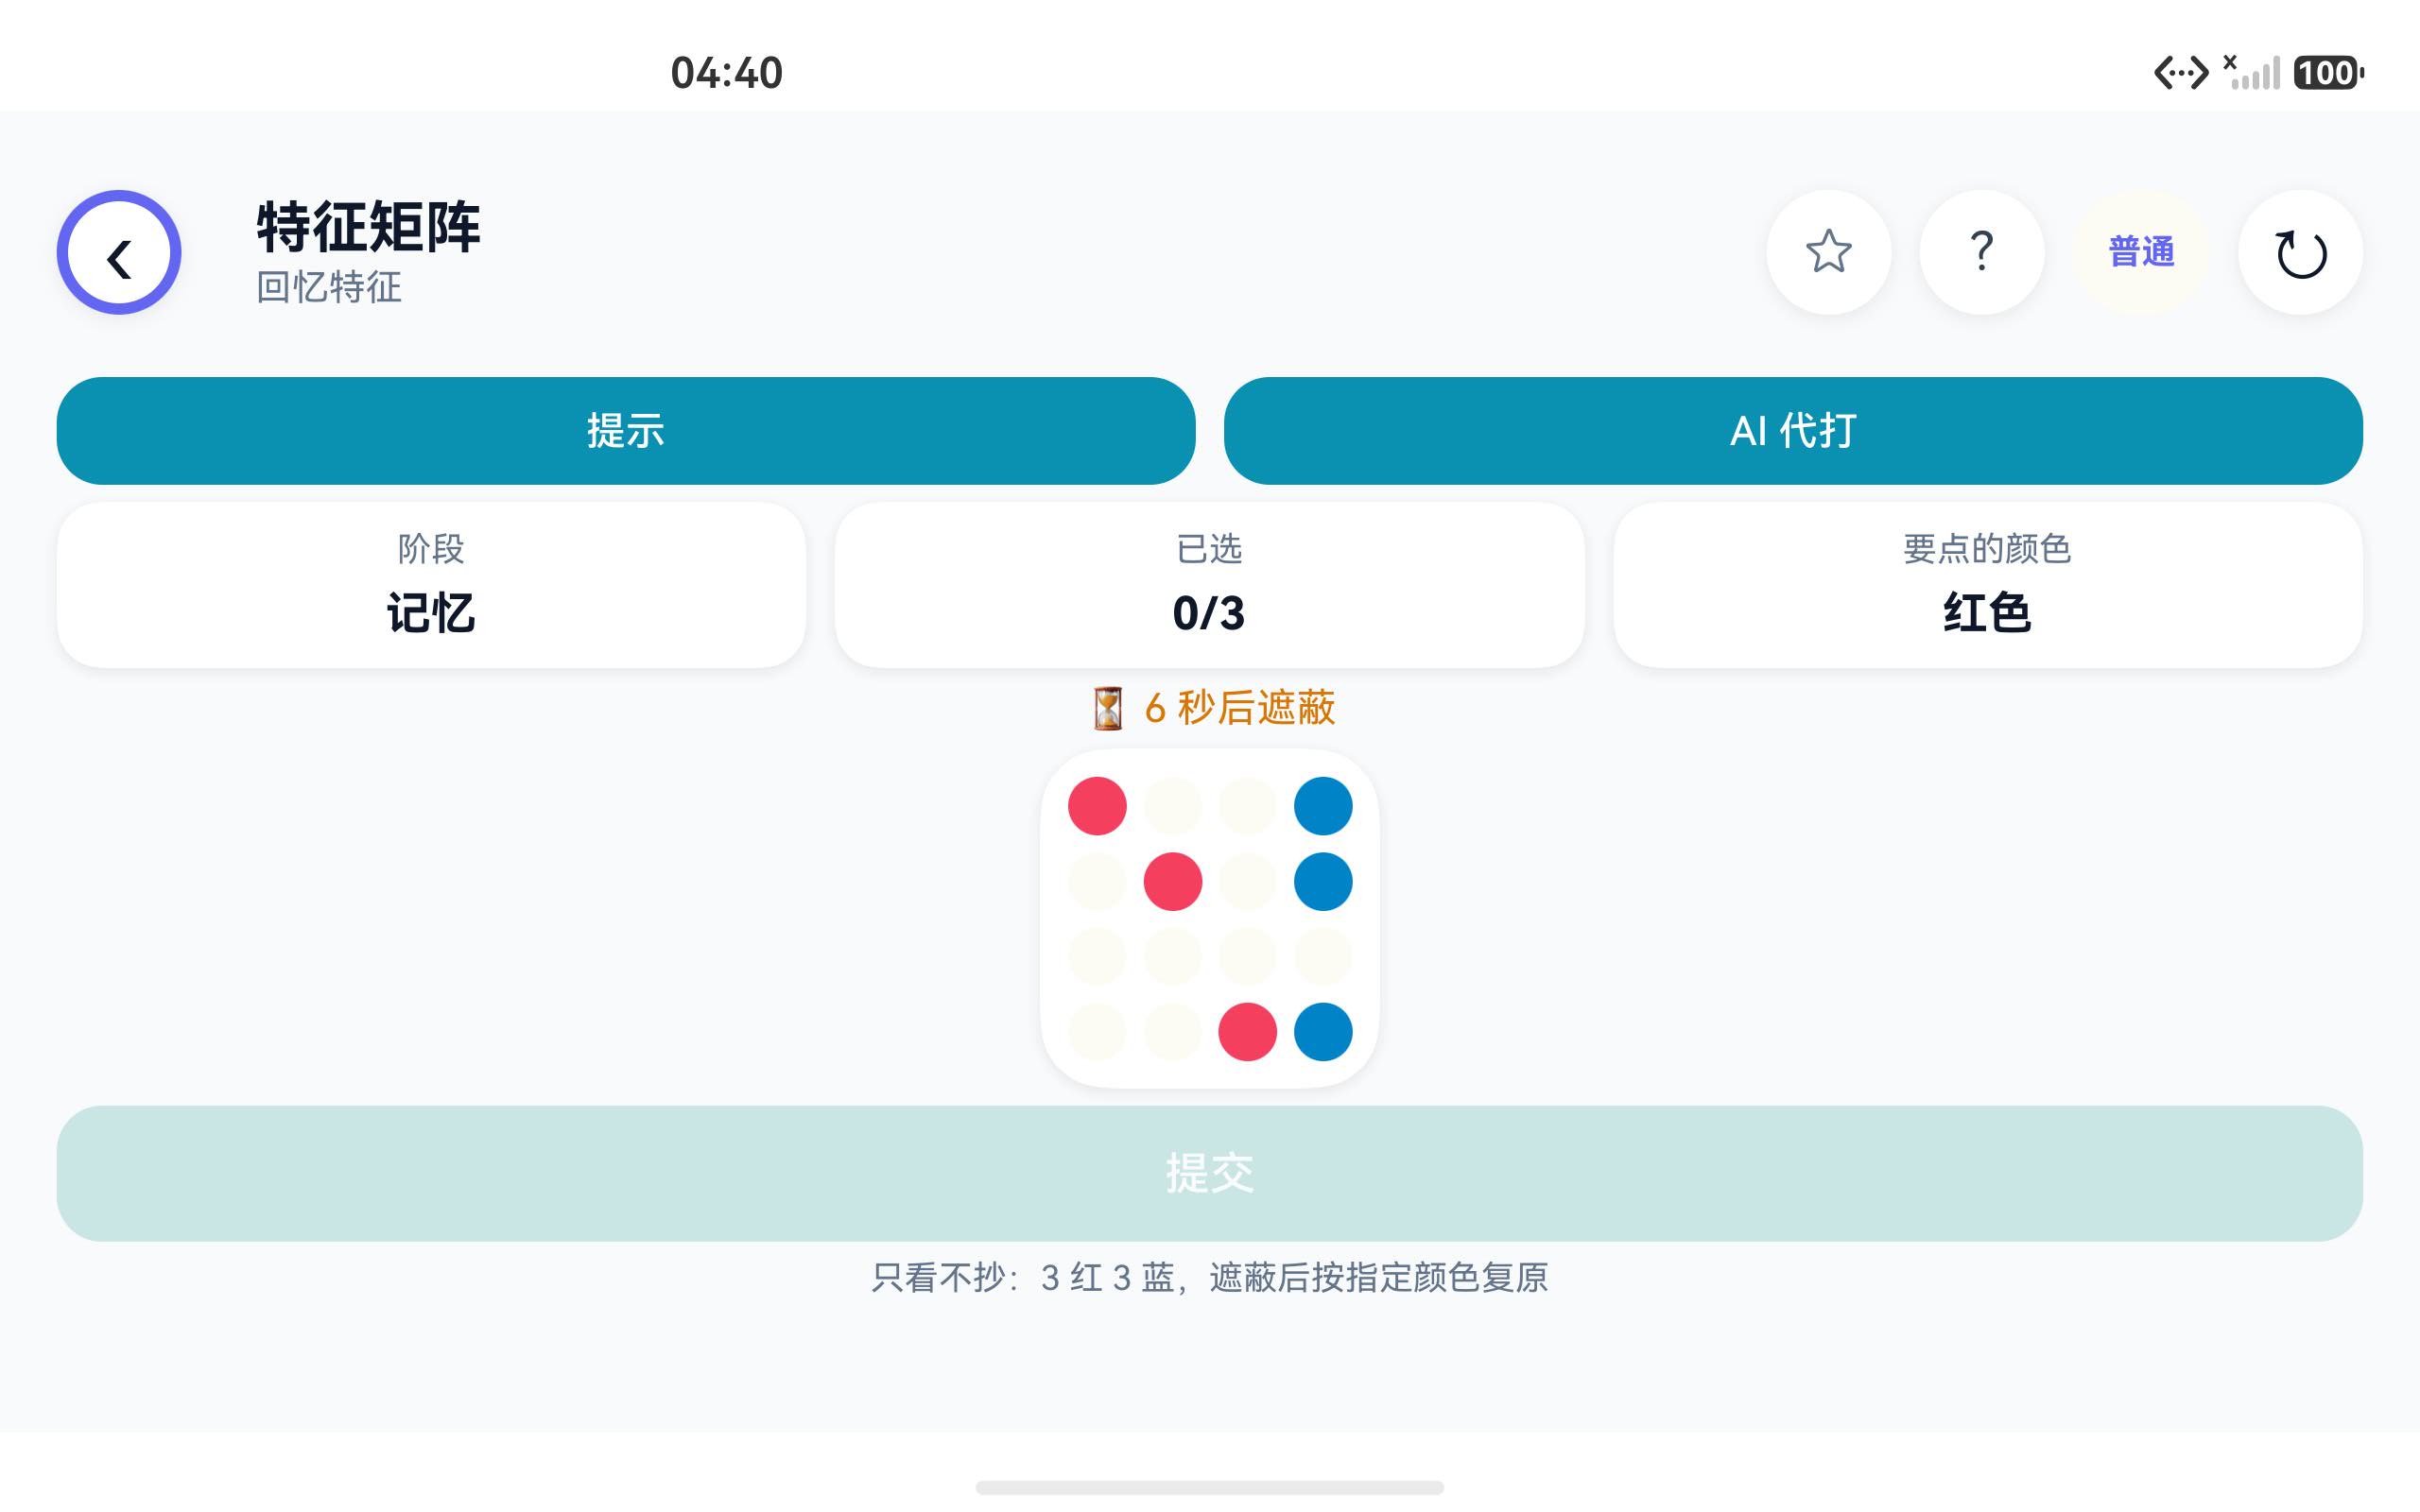 04:40
100
特征矩阵
回忆特征
?
普通
提示
AI 代打
阶段
记忆
已选
0/3
要点的颜色
红色
⏳ 6 秒后遮蔽
提交
只看不抄：3 红 3 蓝，遮蔽后按指定颜色复原